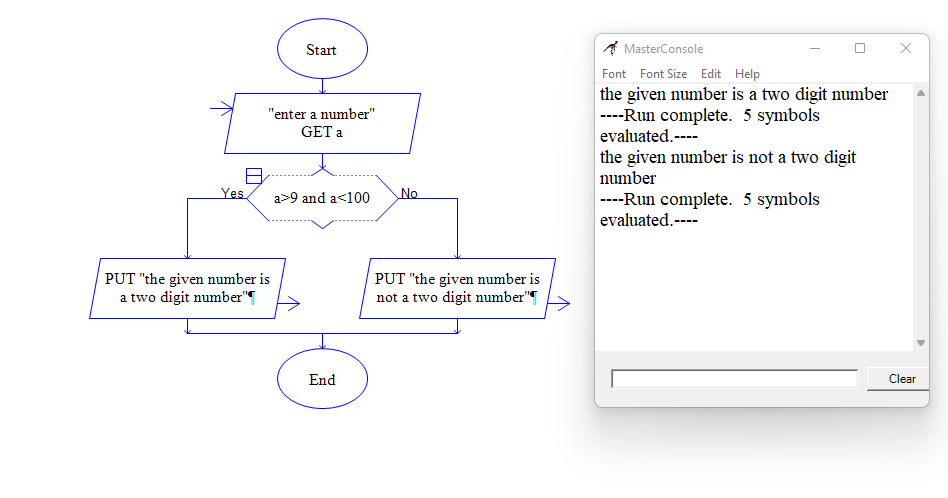 Start
"enter a number"
GET a
Yes
a>9 and a<100
No
PUT "the given number is
a two digit number"¶
PUT "the given number is
not a two digit number"¶
End
MasterConsole
Font Font Size Edit Help
the given number is a two digit number
----Run complete.  5 symbols
evaluated.----
the given number is not a two digit
number
----Run complete.  5 symbols
evaluated.----
Clear